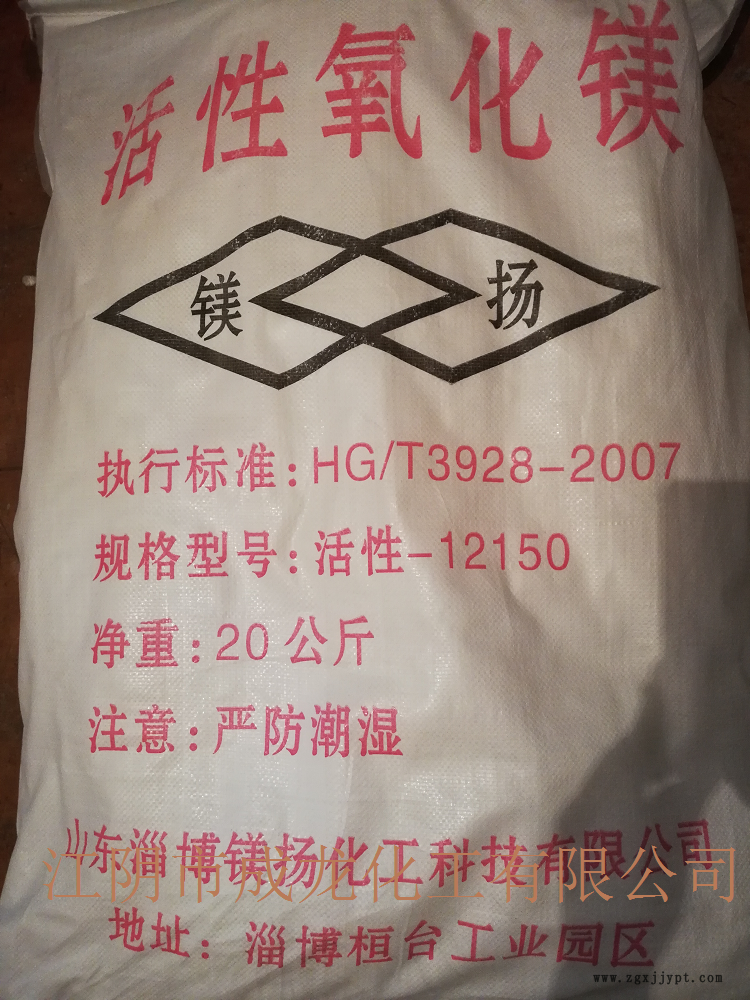 活性氧化镁
镁 扬
执行标准:HG/T3928-2007
规格型号:活性-12150
净重:20公斤
注意:严防潮湿
山东淄博镁扬化工科技有限公司
江阴市成龙化工有限公司
地址:淄博桓台工业园区
www.zgxjjypt.com